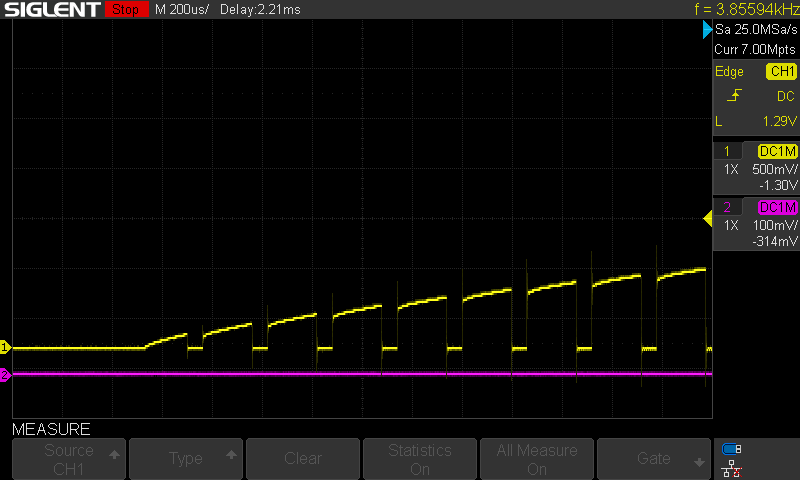 SIGLENT Stop M 200us/ Delay:2.21ms f = 3.85594kHz
Sa 25.0MSa/s
Curr 7.00Mpts
Edge CH1
DC
L 1.29V
1 DC1M
1X 500mV/
-1.30V
2 DC1M
1X 100mV/
-314mV
1
2
MEASURE
Source CH1
Type
Clear
Statistics On
All Measure On
Gate